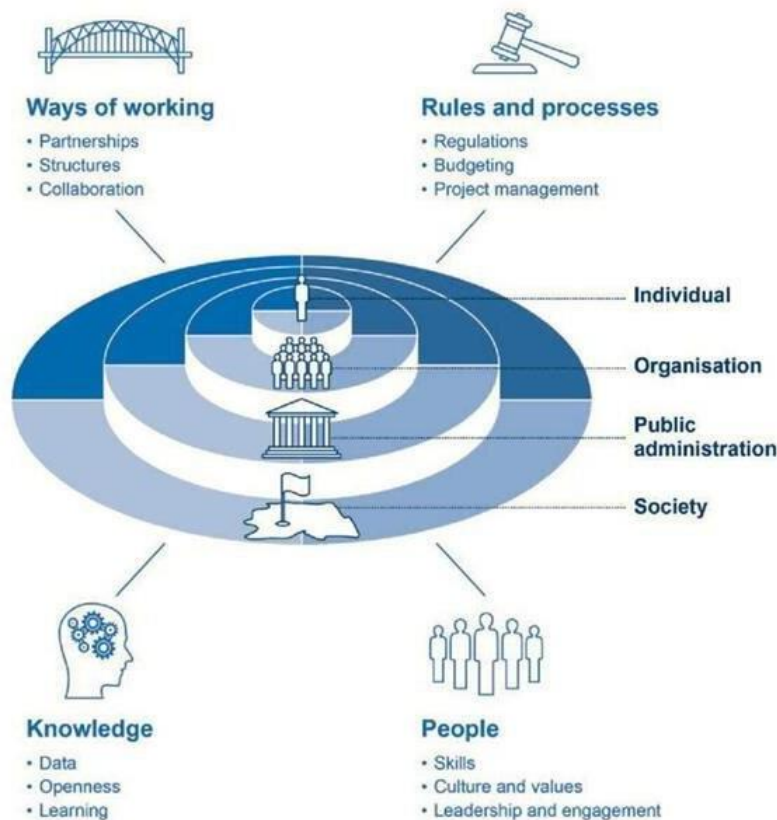 Ways of working
• Partnerships
• Structures
• Collaboration
Rules and processes
• Regulations
• Budgeting
• Project management
Individual
Organisation
Public
administration
Society
Knowledge
• Data
• Openness
• Learning
People
• Skills
• Culture and values
• Leadership and engagement